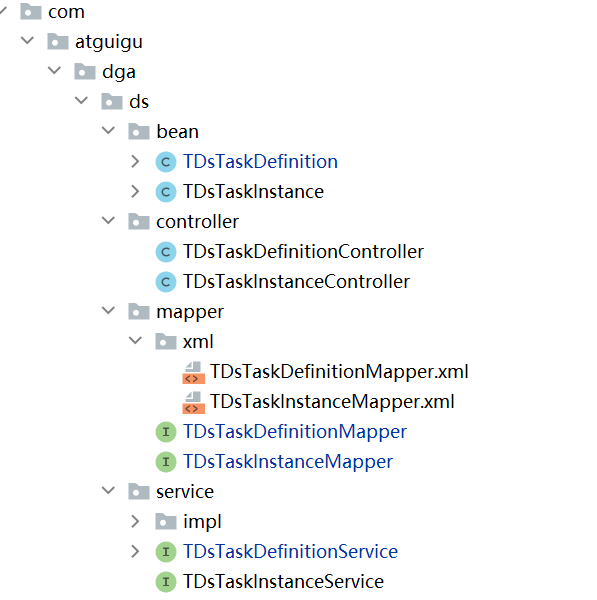 com
atguigu
dga
ds
bean
TDsTaskDefinition
TDsTaskInstance
controller
TDsTaskDefinitionController
TDsTaskInstanceController
mapper
xml
TDsTaskDefinitionMapper.xml
TDsTaskInstanceMapper.xml
TDsTaskDefinitionMapper
TDsTaskInstanceMapper
service
impl
TDsTaskDefinitionService
TDsTaskInstanceService